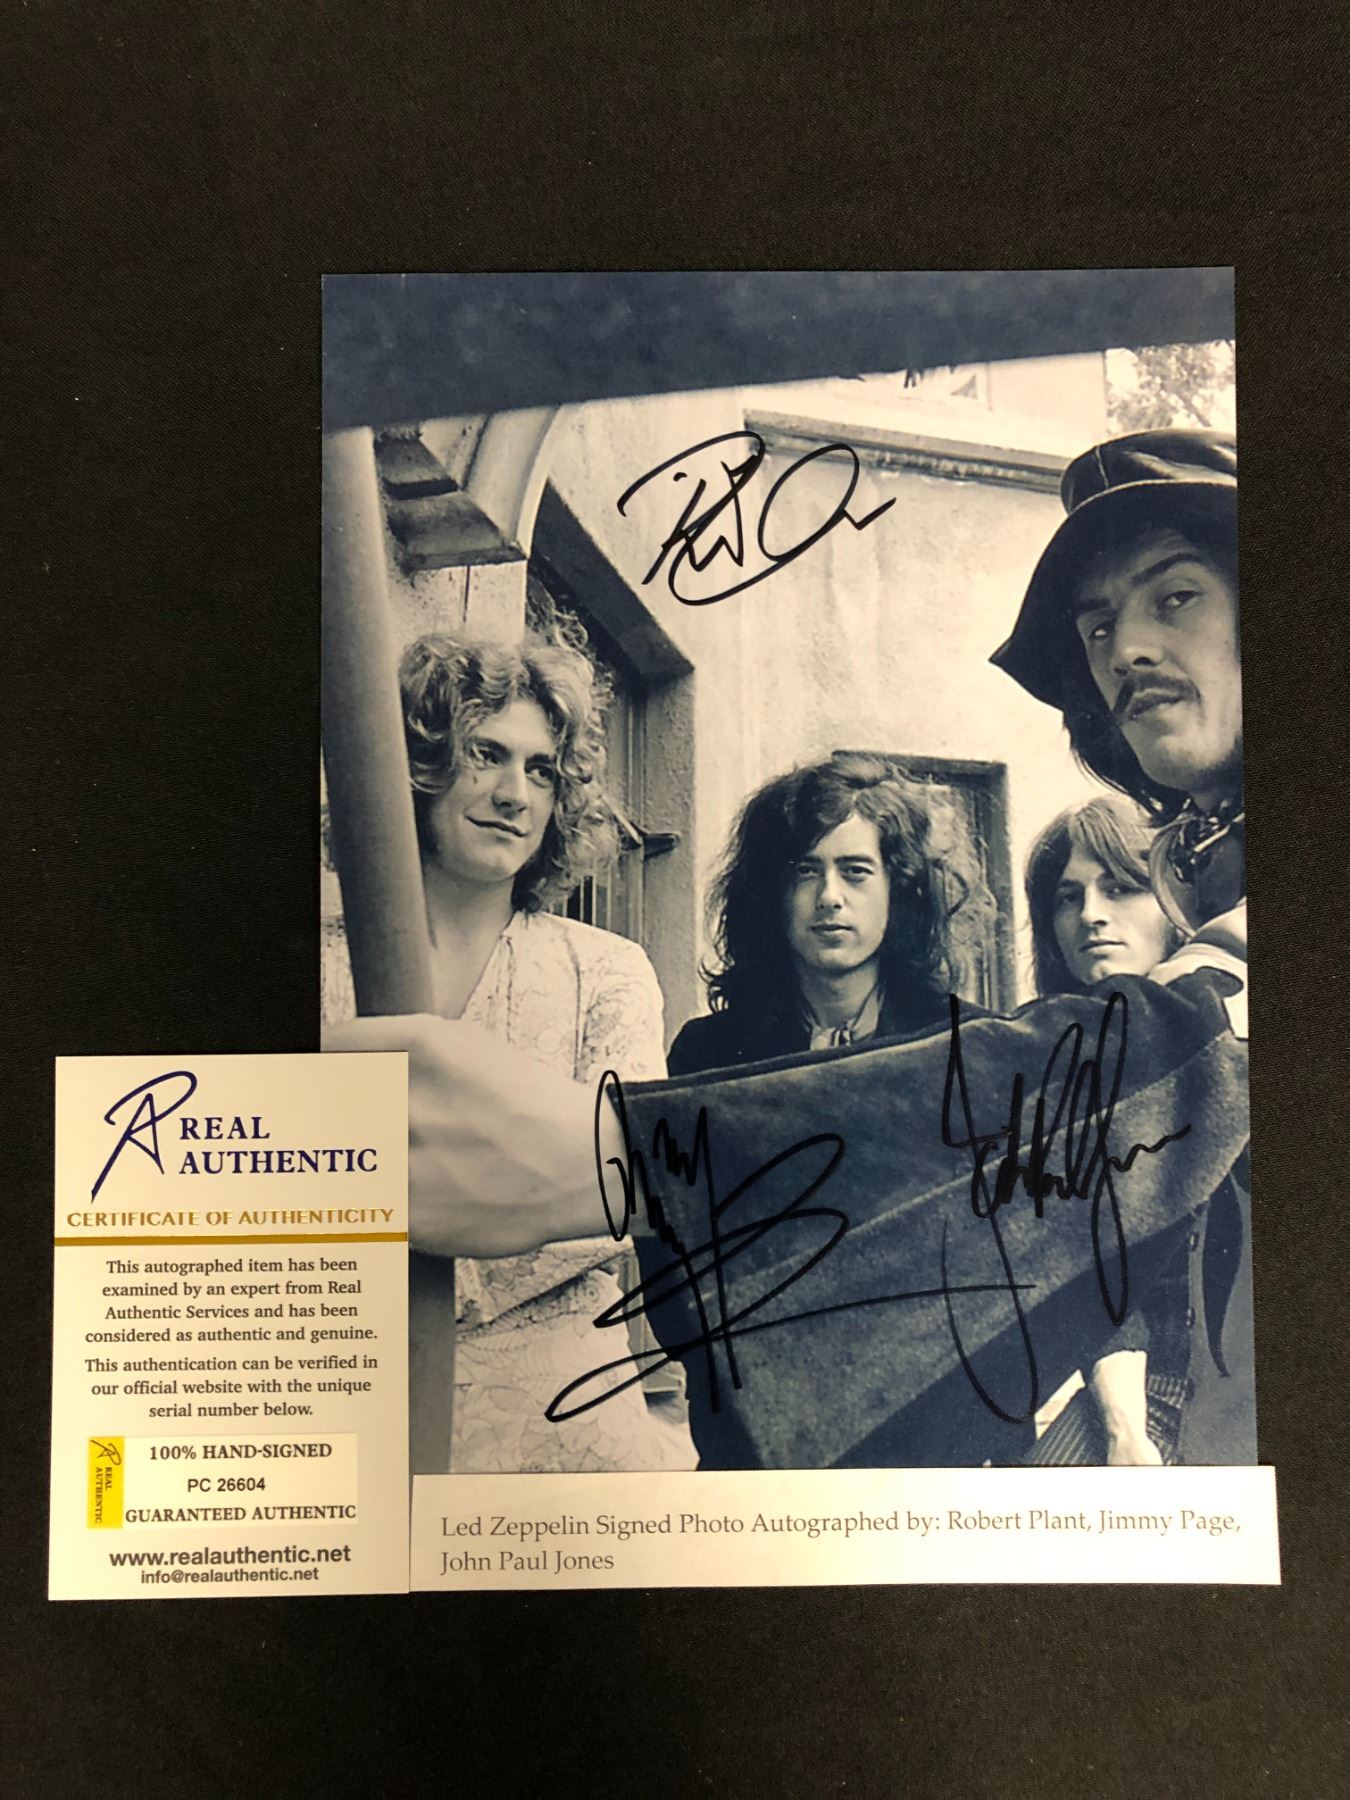 REAL
AUTHENTIC
CERTIFICATE OF AUTHENTICITY
This autographed item has been
examined by an expert from Real
Authentic Services and has been
considered as authentic and genuine.
This authentication can be verified in
our official website with the unique
serial number below.
REAL AUTHENTIC
100% HAND-SIGNED
PC 26604
GUARANTEED AUTHENTIC
www.realauthentic.net
info@realauthentic.net
Led Zeppelin Signed Photo Autographed by: Robert Plant, Jimmy Page,
John Paul Jones